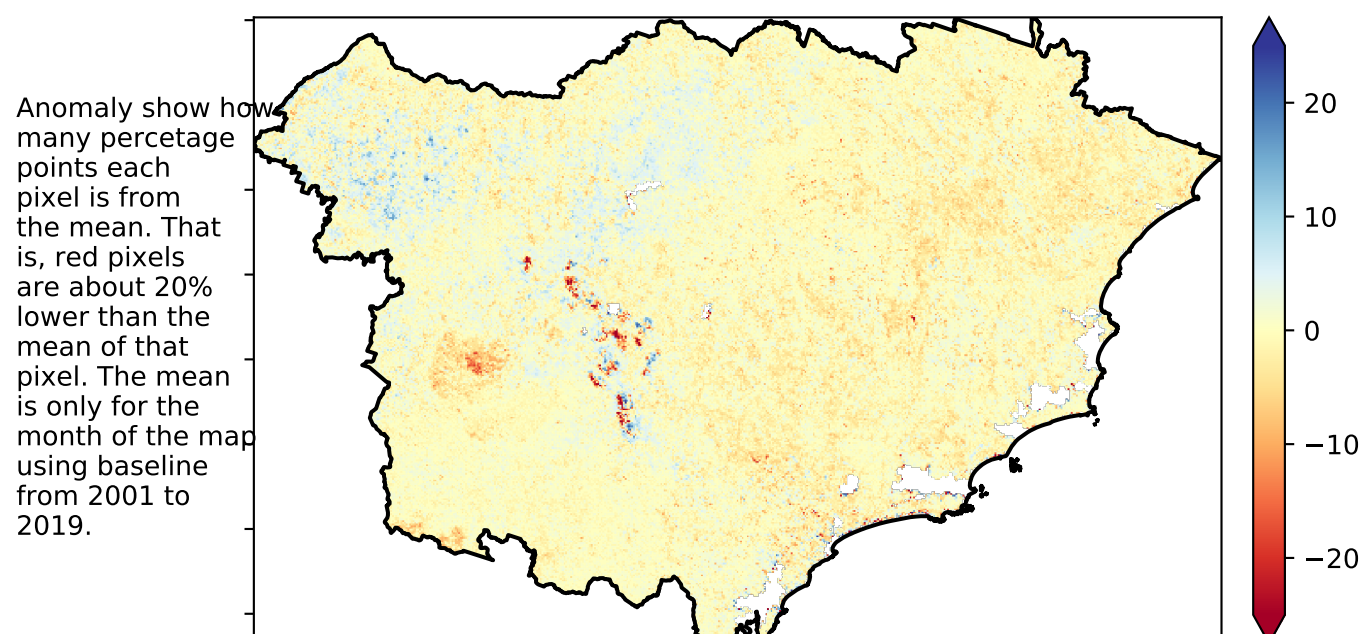 Anomaly show how
many percetage
points each
pixel is from
the mean. That
is, red pixels
are about 20%
lower than the
mean of that
pixel. The mean
is only for the
month of the map
using baseline
from 2001 to
2019.
20
10
0
−10
−20